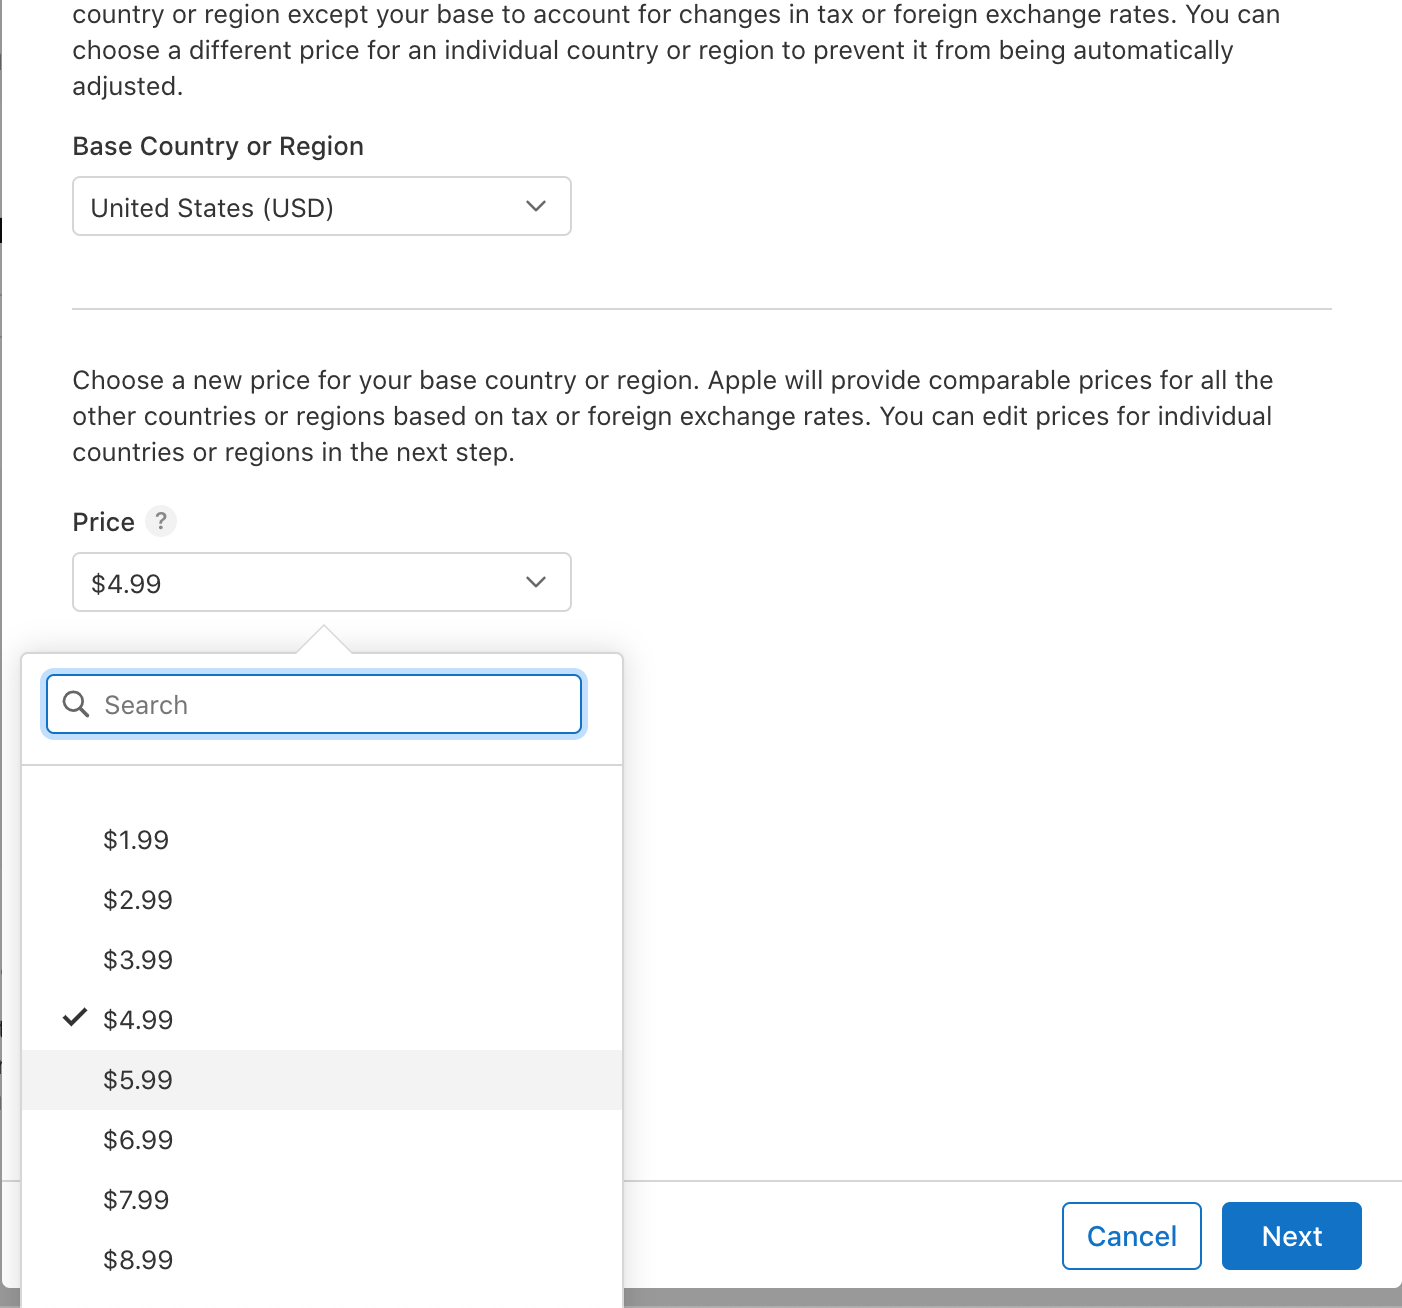 country or region except your base to account for changes in tax or foreign exchange rates. You can
choose a different price for an individual country or region to prevent it from being automatically
adjusted.
Base Country or Region
United States (USD)
Choose a new price for your base country or region. Apple will provide comparable prices for all the
other countries or regions based on tax or foreign exchange rates. You can edit prices for individual
countries or regions in the next step.
Price ?
$4.99
Search
$1.99
$2.99
$3.99
$4.99
$5.99
$6.99
$7.99
$8.99
Cancel
Next